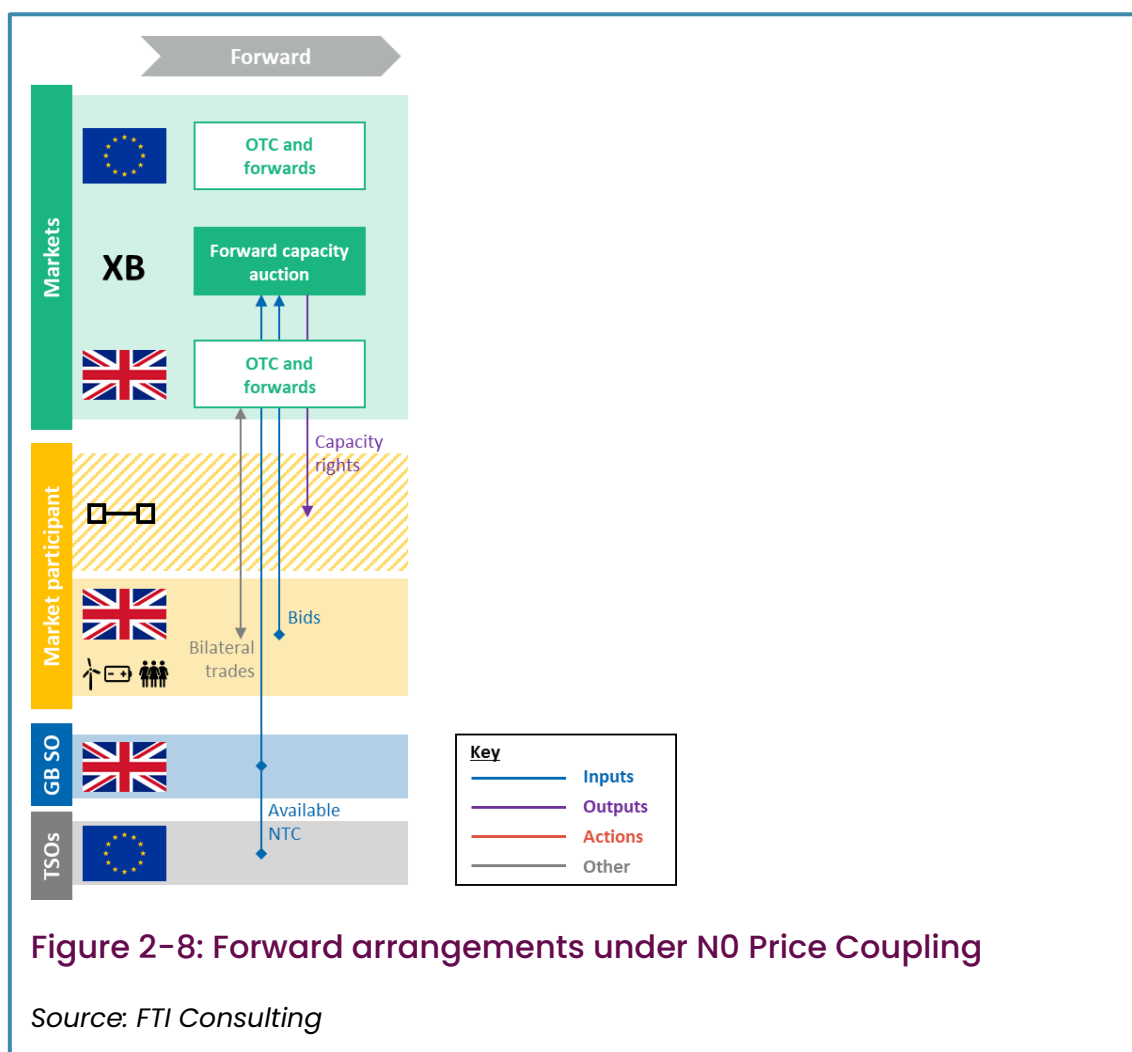 Forward
Markets
OTC and
forwards
XB
Forward capacity
auction
OTC and
forwards
Capacity
rights
Market participant
Bids
Bilateral
trades
GB SO
Available
NTC
TSOs
Key
Inputs
Outputs
Actions
Other
Figure 2-8: Forward arrangements under N0 Price Coupling
Source: FTI Consulting